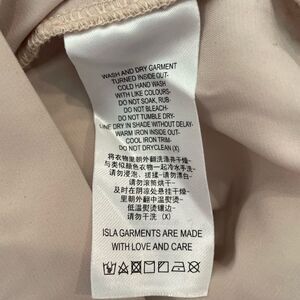 WASH AND DRY GARMENT
TURNED INSIDE OUT-
COLD HAND WASH
WITH LIKE COLOURS-
DO NOT SOAK, RUB-
DO NOT BLEACH-
DO NOT TUMBLE DRY-
LINE DRY IN SHADE WITHOUT DELAY-
WARM IRON INSIDE OUT-
COOL IRON TRIM-
DO NOT DRYCLEAN (X)
将衣物里朝外翻洗涤并干燥-
与类似颜色衣物一起冷水手洗-
请勿浸泡、搓揉-请勿漂白-
请勿滚筒烘干-
及时在阴凉处悬挂干燥-
里朝外翻中温熨烫-
低温熨烫镶边-
请勿干洗 (X)
ISLA GARMENTS ARE MADE
WITH LOVE AND CARE